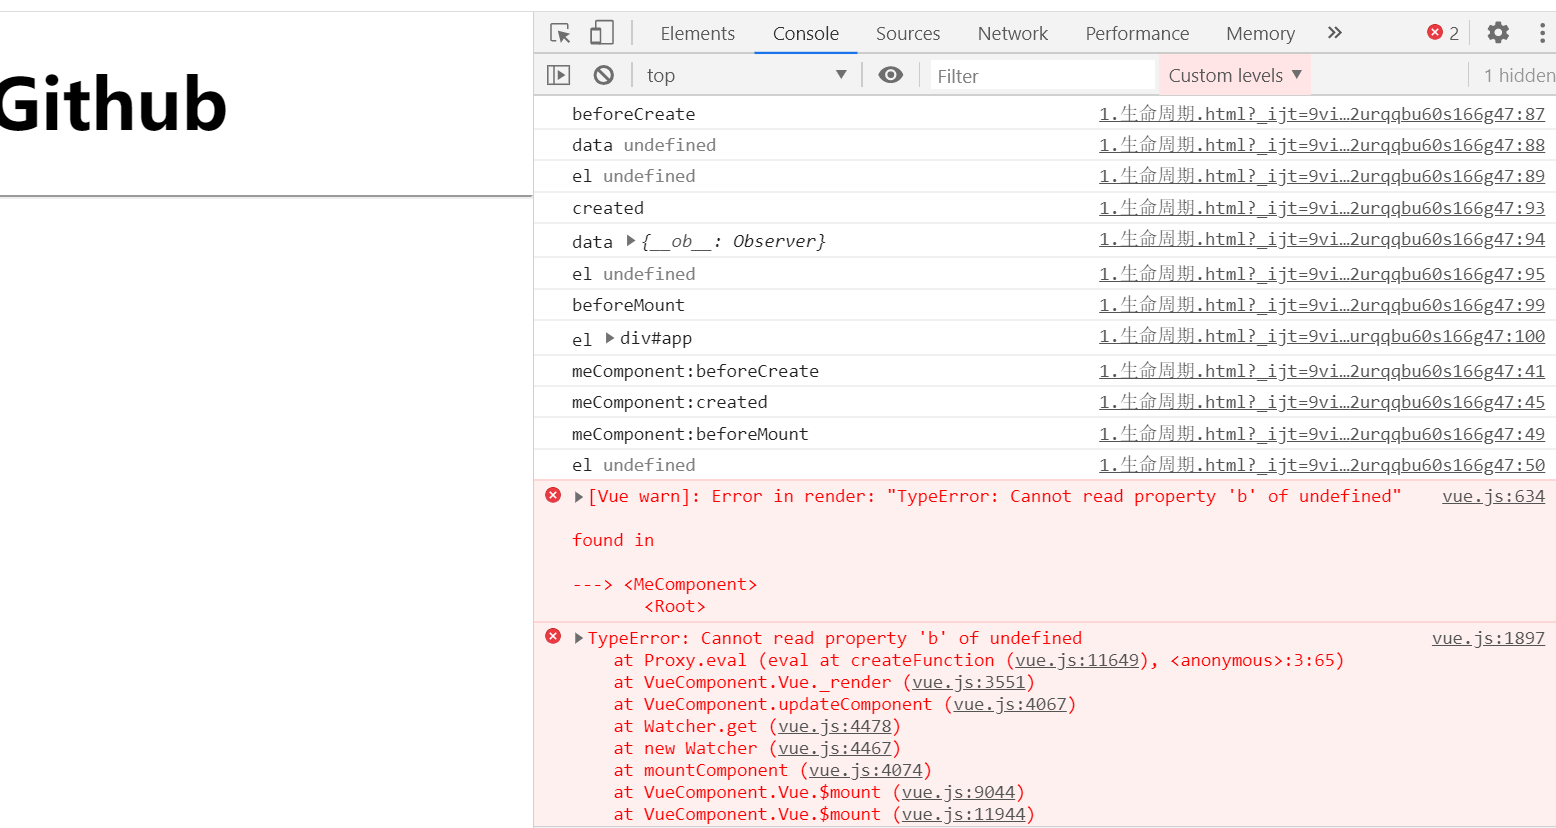 Github
Elements Console Sources Network Performance Memory » 2
top Filter Custom levels ▼ 1 hidden
beforeCreate 1.生命周期.html?_ijt=9vi…2urqqbu60s166g47:87
data undefined 1.生命周期.html?_ijt=9vi…2urqqbu60s166g47:88
el undefined 1.生命周期.html?_ijt=9vi…2urqqbu60s166g47:89
created 1.生命周期.html?_ijt=9vi…2urqqbu60s166g47:93
data ▶{__ob__: Observer} 1.生命周期.html?_ijt=9vi…2urqqbu60s166g47:94
el undefined 1.生命周期.html?_ijt=9vi…2urqqbu60s166g47:95
beforeMount 1.生命周期.html?_ijt=9vi…2urqqbu60s166g47:99
el ▶div#app 1.生命周期.html?_ijt=9vi…urqqbu60s166g47:100
meComponent:beforeCreate 1.生命周期.html?_ijt=9vi…2urqqbu60s166g47:41
meComponent:created 1.生命周期.html?_ijt=9vi…2urqqbu60s166g47:45
meComponent:beforeMount 1.生命周期.html?_ijt=9vi…2urqqbu60s166g47:49
el undefined 1.生命周期.html?_ijt=9vi…2urqqbu60s166g47:50
▶[Vue warn]: Error in render: "TypeError: Cannot read property 'b' of undefined" vue.js:634
found in
---> <MeComponent>
<Root>
▶TypeError: Cannot read property 'b' of undefined vue.js:1897
at Proxy.eval (eval at createFunction (vue.js:11649), <anonymous>:3:65)
at VueComponent.Vue._render (vue.js:3551)
at VueComponent.updateComponent (vue.js:4067)
at Watcher.get (vue.js:4478)
at new Watcher (vue.js:4467)
at mountComponent (vue.js:4074)
at VueComponent.Vue.$mount (vue.js:9044)
at VueComponent.Vue.$mount (vue.js:11944)